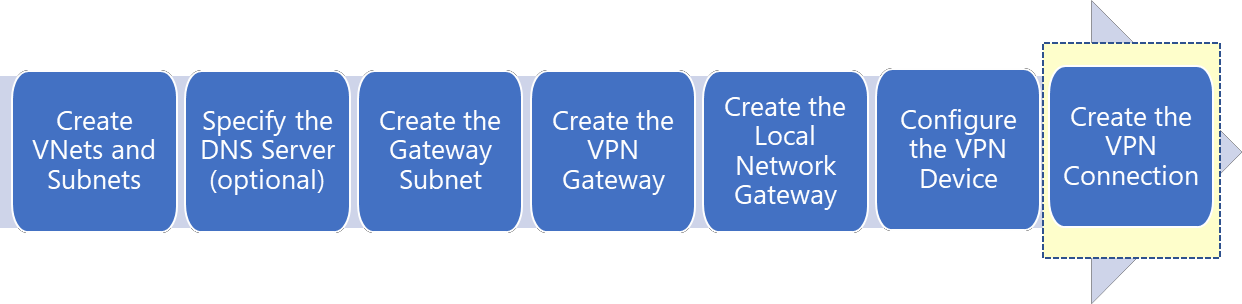 Create
VNets and
Subnets
Specify the
DNS Server
(optional)
Create the
Gateway
Subnet
Create the
VPN
Gateway
Create the
Local
Network
Gateway
Configure
the VPN
Device
Create the
VPN
Connection